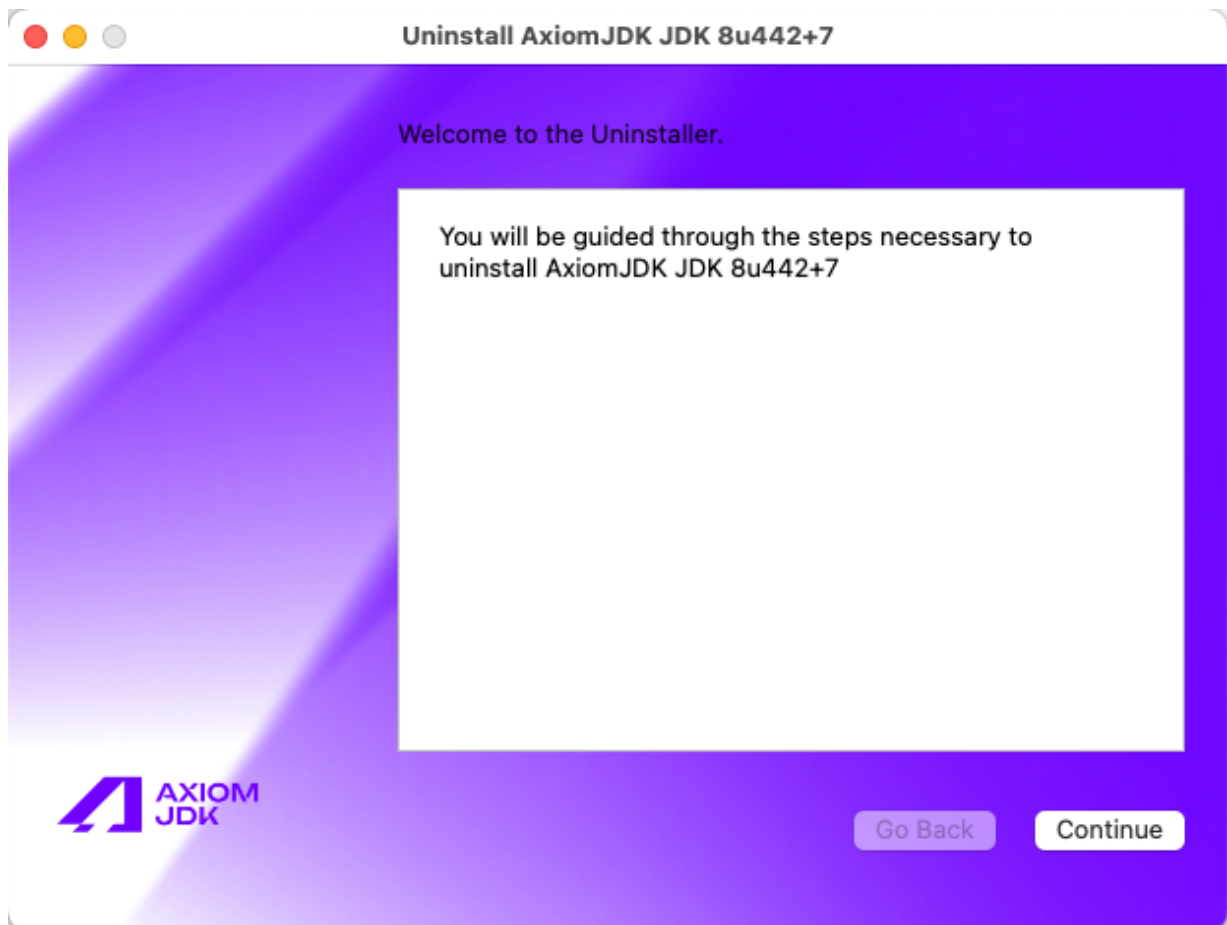 Uninstall AxiomJDK JDK 8u442+7
Welcome to the Uninstaller.
You will be guided through the steps necessary to
uninstall AxiomJDK JDK 8u442+7
AXIOM
JDK
Go Back
Continue